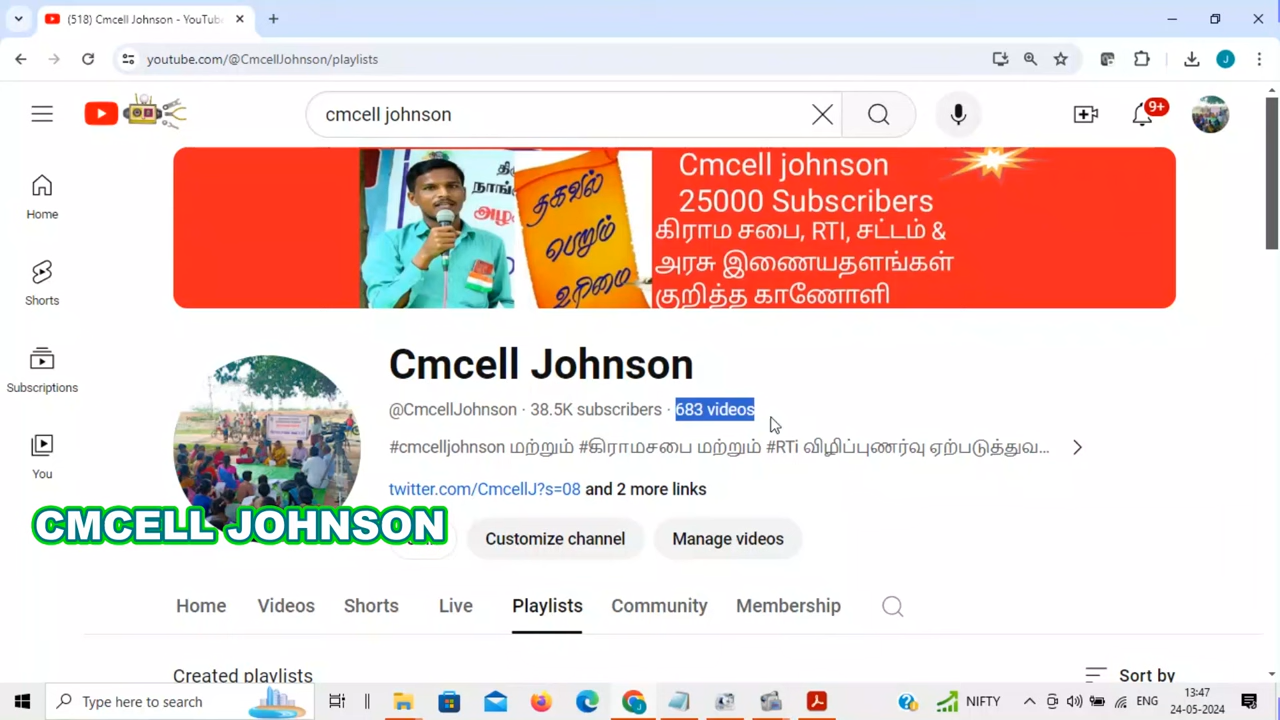 (518) Cmcell Johnson - YouTub
youtube.com/@CmcellJohnson/playlists
cmcell johnson
9+
J
Cmcell johnson
25000 Subscribers
கிராம சபை, RTI, சட்டம் &
அரசு இணையதளங்கள்
குறித்த காணோளி
தகவல்
பெறும்
உரிமை
Home
Shorts
Subscriptions
You
Cmcell Johnson
@CmcellJohnson · 38.5K subscribers · 683 videos
#cmcelljohnson மற்றும் #கிராமசபை மற்றும் #RTi விழிப்புணர்வு ஏற்படுத்துவ...
twitter.com/CmcellJ?s=08 and 2 more links
CMCELL JOHNSON
Customize channel
Manage videos
Home Videos Shorts Live Playlists Community Membership
Created playlists
Sort by
Type here to search
NIFTY
ENG
13:47
24-05-2024